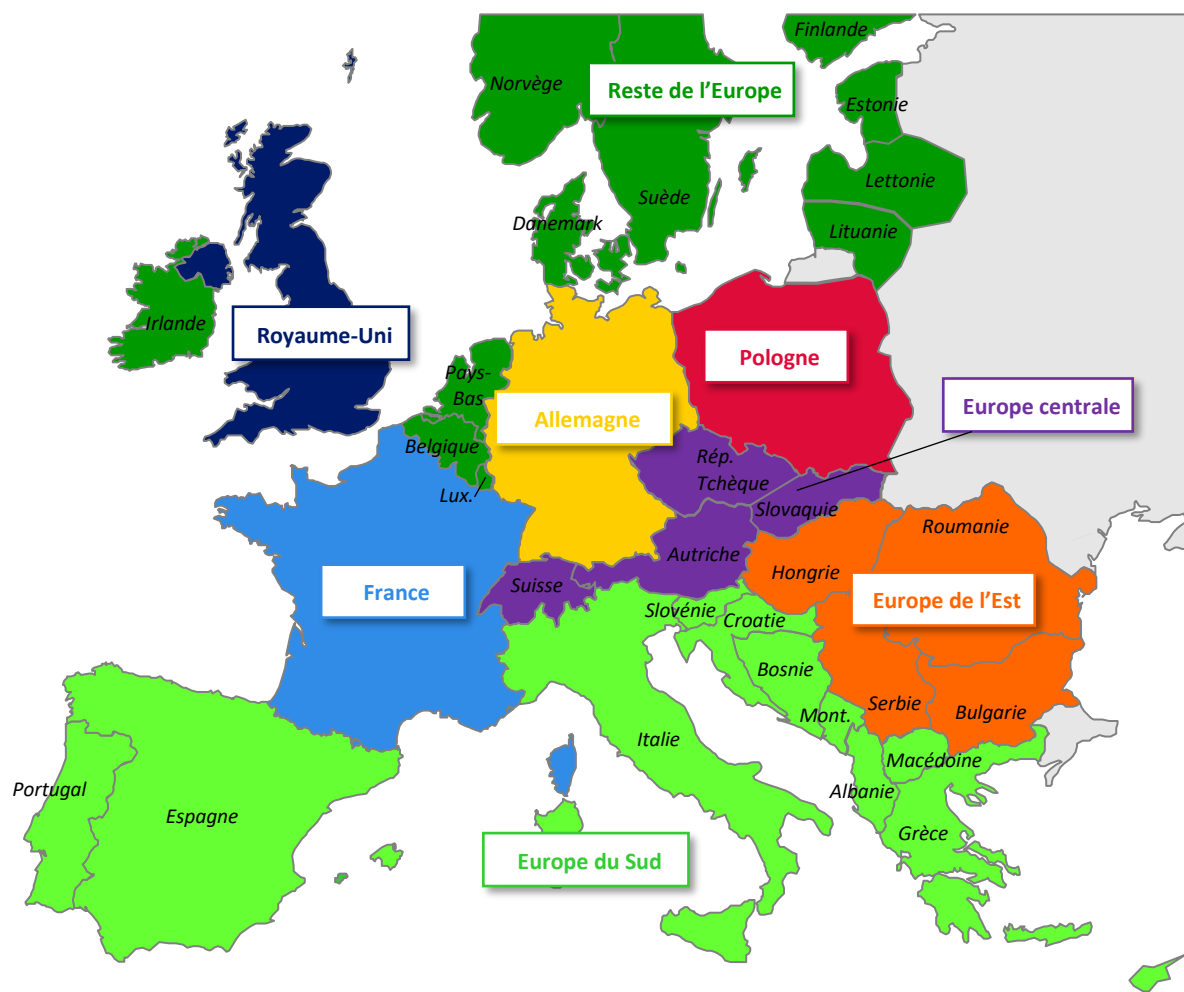 Finlande
Norvège
Reste de l'Europe
Estonie
Lettonie
Suède
Danemark
Lituanie
Irlande
Royaume-Uni
Pologne
Pays-
Bas
Europe centrale
Allemagne
Belgique
Rép.
Tchèque
Lux.
Slovaquie
Roumanie
Autriche
Hongrie
Suisse
France
Europe de l'Est
Slovénie
Croatie
Bosnie
Serbie
Bulgarie
Mont.
Italie
Macédoine
Portugal
Albanie
Espagne
Grèce
Europe du Sud